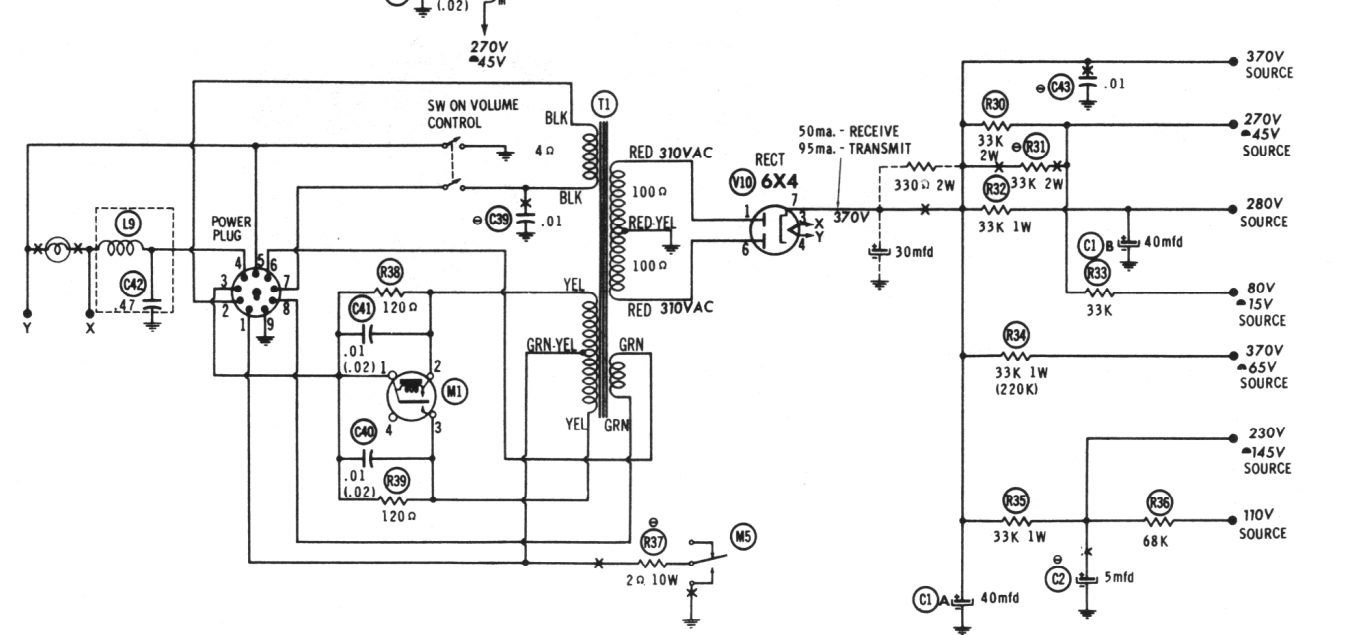 (.02)
M
270V
45V
SW ON VOLUME
CONTROL
BLK
T1
4Ω
BLK
C39
.01
RED 310VAC
100Ω
RED-YEL
100Ω
RED 310VAC
RECT
V10 6X4
1
7
3
4
6
X
Y
50ma. - RECEIVE
95ma. - TRANSMIT
370V
330Ω 2W
30mfd
C43
.01
370V
SOURCE
R30
33K
2W
R31
33K 2W
270V
45V
SOURCE
R32
33K 1W
280V
SOURCE
C1 B
40mfd
R33
33K
80V
15V
SOURCE
R34
33K 1W
(220K)
370V
65V
SOURCE
230V
145V
SOURCE
R35
33K 1W
R36
68K
110V
SOURCE
C2
5mfd
C1 A
40mfd
L9
C42
.47
Y
X
POWER
PLUG
4
5
6
3
7
2
8
1
9
R38
120Ω
C41
.01
(.02)
1
2
M1
4
3
C40
.01
(.02)
R39
120Ω
YEL
GRN-YEL
GRN
YEL
GRN
R37
2Ω 10W
M5